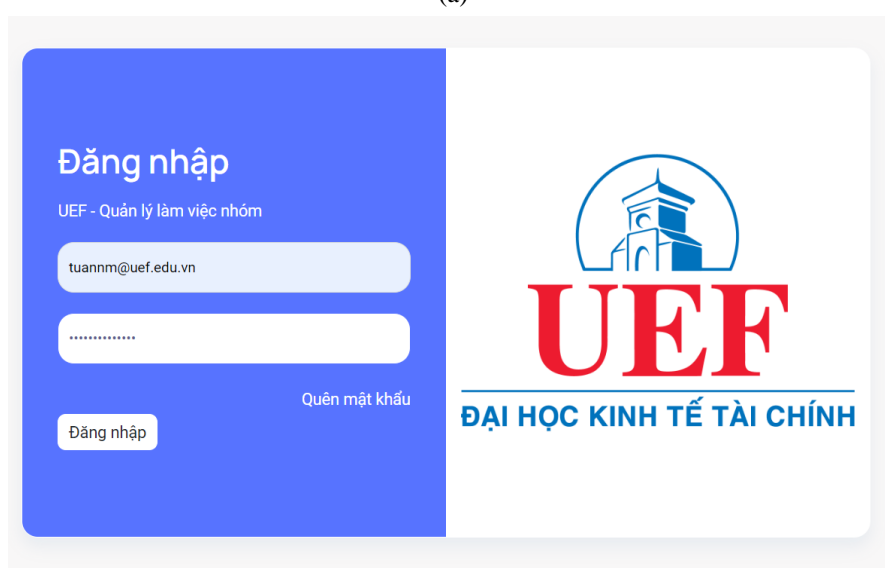 (a)
Đăng nhập
UEF - Quản lý làm việc nhóm
tuannm@uef.edu.vn
••••••••••••••
Quên mật khẩu
Đăng nhập
UEF
ĐẠI HỌC KINH TẾ TÀI CHÍNH